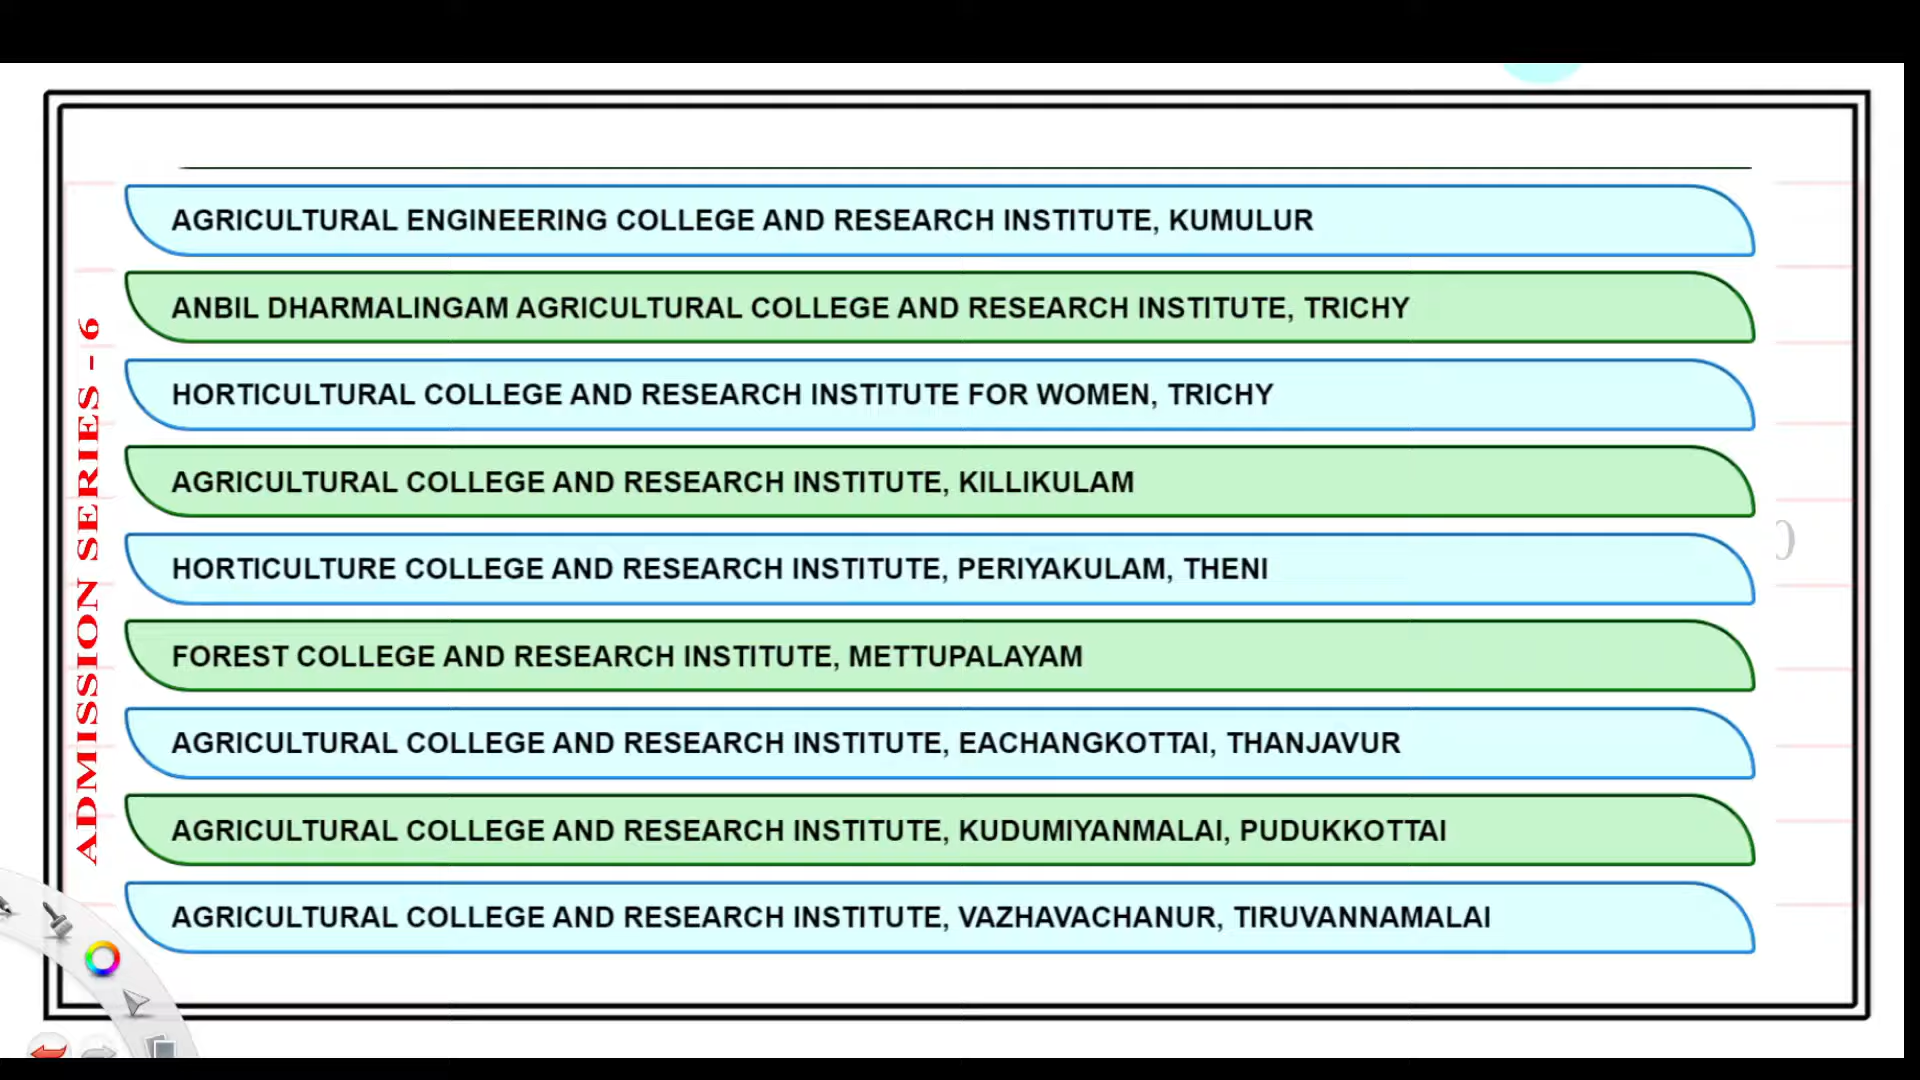 AGRICULTURAL ENGINEERING COLLEGE AND RESEARCH INSTITUTE, KUMULUR
ANBIL DHARMALINGAM AGRICULTURAL COLLEGE AND RESEARCH INSTITUTE, TRICHY
HORTICULTURAL COLLEGE AND RESEARCH INSTITUTE FOR WOMEN, TRICHY
AGRICULTURAL COLLEGE AND RESEARCH INSTITUTE, KILLIKULAM
HORTICULTURE COLLEGE AND RESEARCH INSTITUTE, PERIYAKULAM, THENI
FOREST COLLEGE AND RESEARCH INSTITUTE, METTUPALAYAM
AGRICULTURAL COLLEGE AND RESEARCH INSTITUTE, EACHANGKOTTAI, THANJAVUR
AGRICULTURAL COLLEGE AND RESEARCH INSTITUTE, KUDUMIYANMALAI, PUDUKKOTTAI
AGRICULTURAL COLLEGE AND RESEARCH INSTITUTE, VAZHAVACHANUR, TIRUVANNAMALAI
ADMISSION SERIES - 6